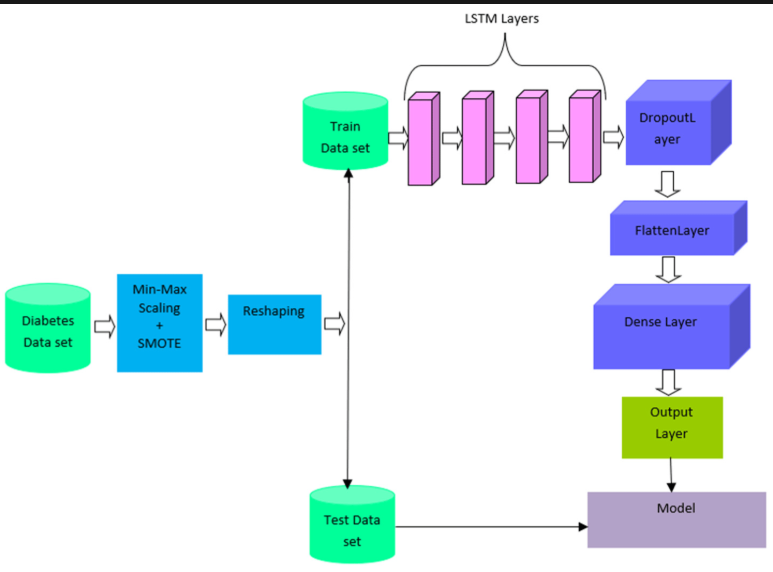 LSTM Layers
Train
Data set
DropoutL
ayer
FlattenLayer
Diabetes
Data set
Min-Max
Scaling
+
SMOTE
Reshaping
Dense Layer
Output
Layer
Test Data
set
Model